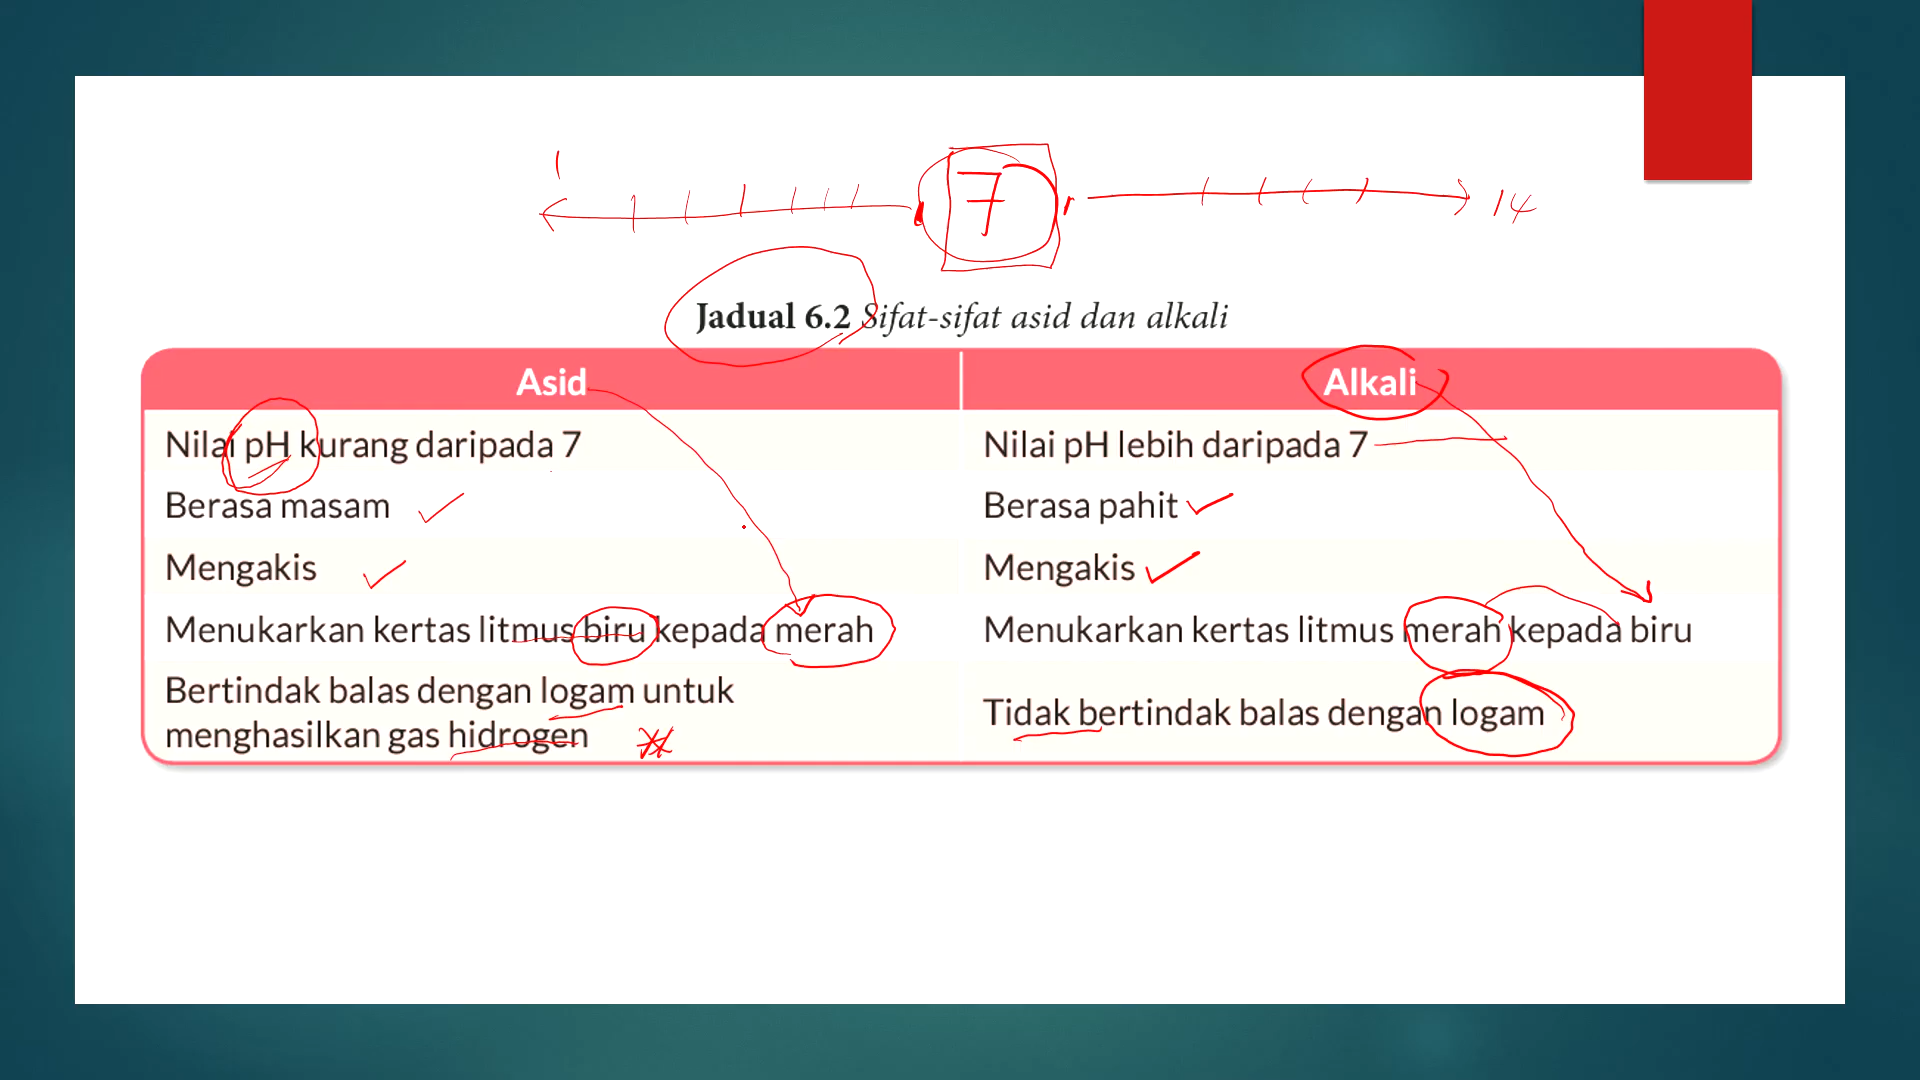 1 7 14
Jadual 6.2 Sifat-sifat asid dan alkali
Asid
Alkali
Nilai pH kurang daripada 7
Nilai pH lebih daripada 7
Berasa masam
Berasa pahit
Mengakis
Mengakis
Menukarkan kertas litmus biru kepada merah
Menukarkan kertas litmus merah kepada biru
Bertindak balas dengan logam untuk
menghasilkan gas hidrogen
Tidak bertindak balas dengan logam